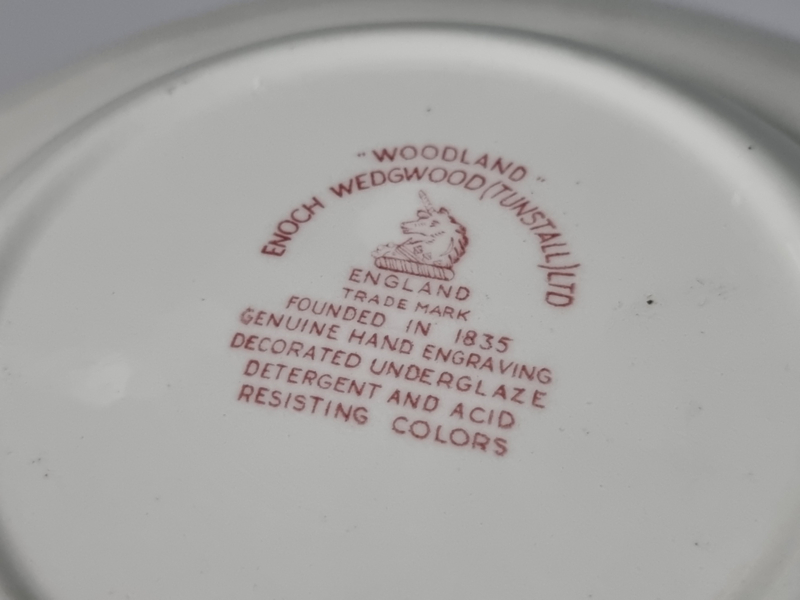 "WOODLAND"
ENOCH WEDGWOOD (TUNSTALL) LTD
ENGLAND
TRADE MARK
FOUNDED IN 1835
GENUINE HAND ENGRAVING
DECORATED UNDERGLAZE
DETERGENT AND ACID
RESISTING COLORS